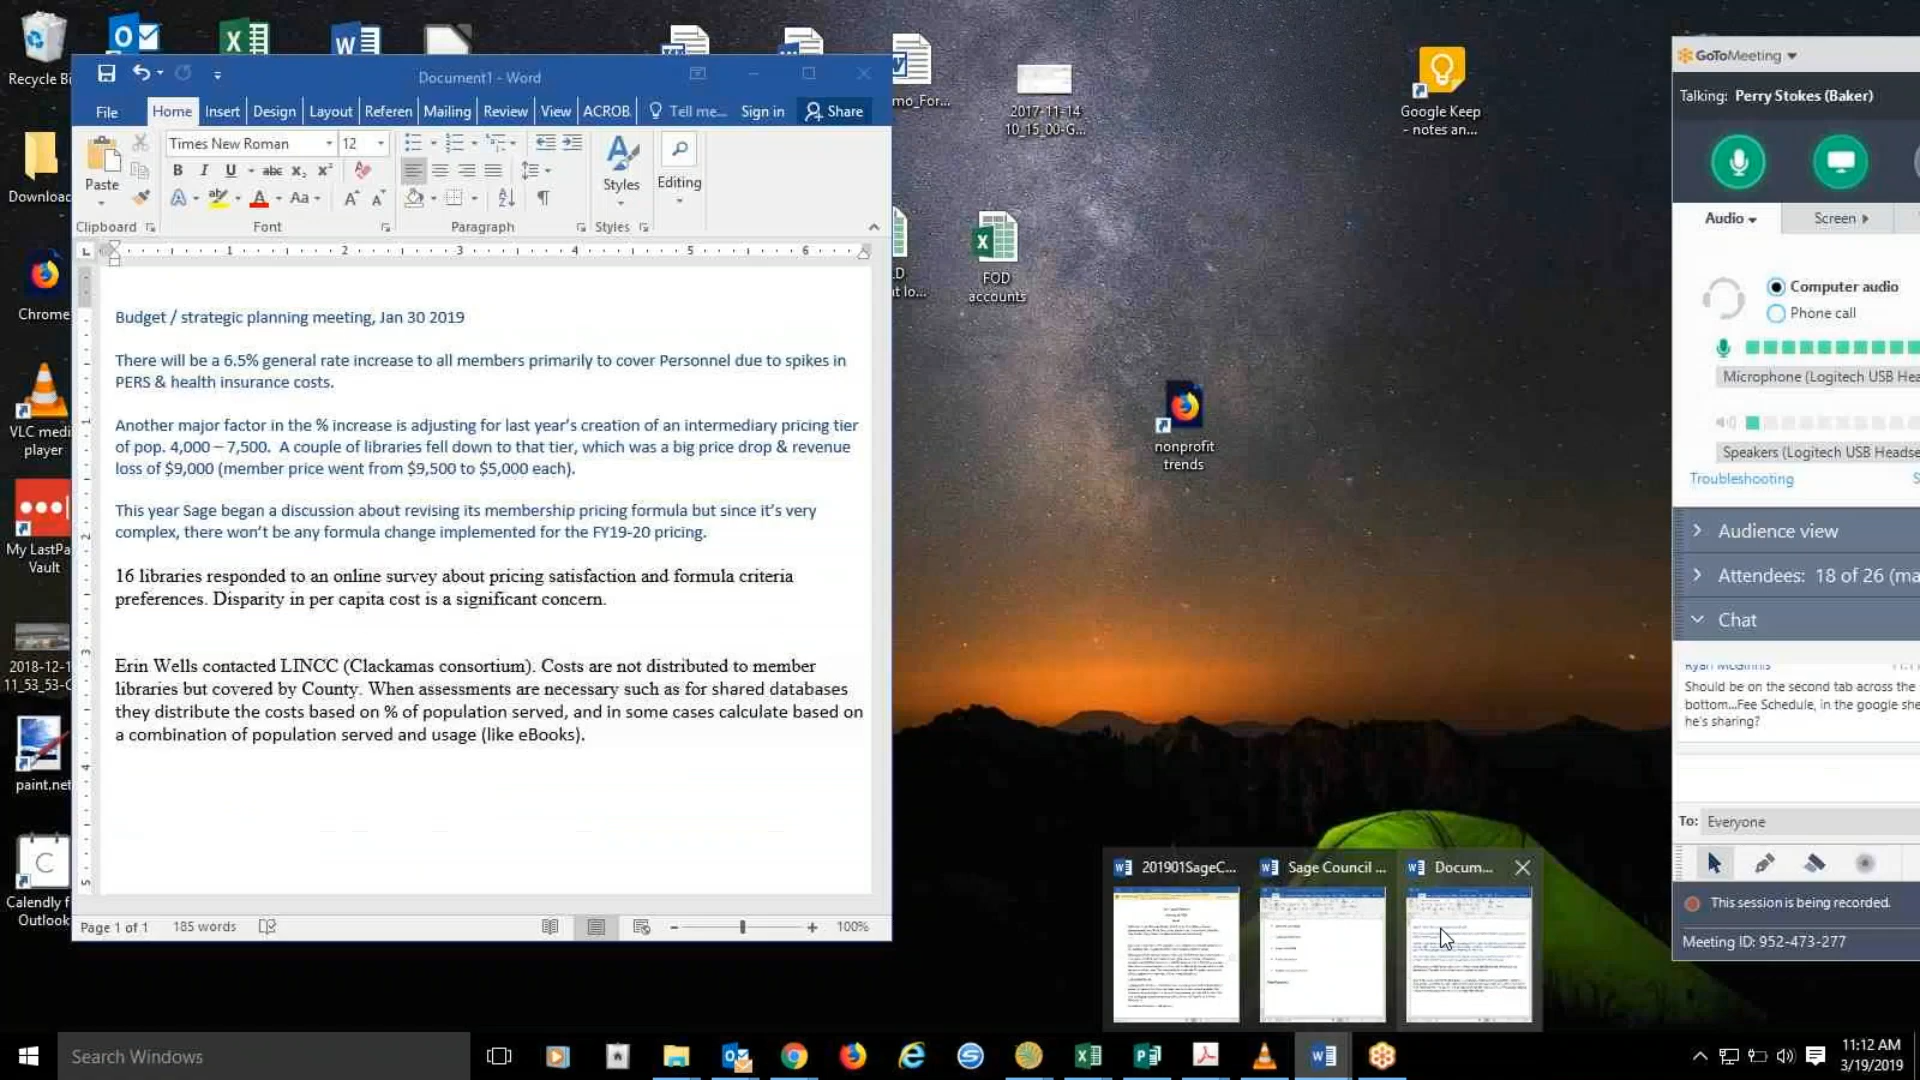 Recycle Bi
Download
Chrome
VLC medi
player
My LastPa
Vault
2018-12-1
11_53_53-C
paint.net
Calendly f
Outlook
Document1 - Word
File
Home
Insert
Design
Layout
Referen
Mailing
Review
View
ACROB
Tell me...
Sign in
Share
Paste
Times New Roman
12
B I U abc x₂ x²
Aa
Styles
Editing
Clipboard
Font
Paragraph
Styles
1 2 3 4 5 6
Budget / strategic planning meeting, Jan 30 2019
There will be a 6.5% general rate increase to all members primarily to cover Personnel due to spikes in
PERS & health insurance costs.
Another major factor in the % increase is adjusting for last year's creation of an intermediary pricing tier
of pop. 4,000 – 7,500. A couple of libraries fell down to that tier, which was a big price drop & revenue
loss of $9,000 (member price went from $9,500 to $5,000 each).
This year Sage began a discussion about revising its membership pricing formula but since it's very
complex, there won't be any formula change implemented for the FY19-20 pricing.
16 libraries responded to an online survey about pricing satisfaction and formula criteria
preferences. Disparity in per capita cost is a significant concern.
Erin Wells contacted LINCC (Clackamas consortium). Costs are not distributed to member
libraries but covered by County. When assessments are necessary such as for shared databases
they distribute the costs based on % of population served, and in some cases calculate based on
a combination of population served and usage (like eBooks).
Page 1 of 1
185 words
100%
mo_For...
2017-11-14
10_15_00-G...
D
t lo...
FOD
accounts
nonprofit
trends
Google Keep
- notes an...
GoToMeeting
Talking: Perry Stokes (Baker)
Audio
Screen
Computer audio
Phone call
Microphone (Logitech USB Hea
Speakers (Logitech USB Headse
Troubleshooting
S
Audience view
Attendees: 18 of 26 (ma
Chat
Ryan McGinnis
Should be on the second tab across the
bottom...Fee Schedule, in the google she
he's sharing?
To: Everyone
This session is being recorded.
Meeting ID: 952-473-277
201901SageC...
Sage Council ...
Docum...
Search Windows
11:12 AM
3/19/2019